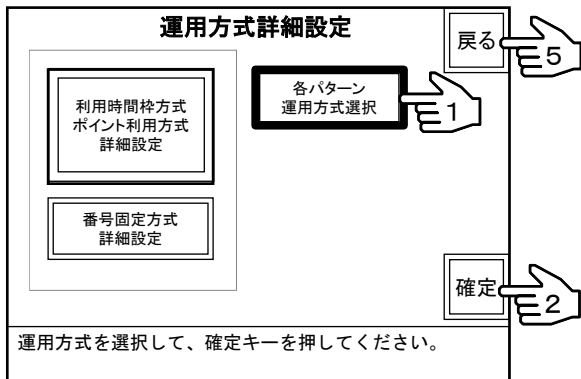 運用方式詳細設定
戻る
5
利用時間枠方式
ポイント利用方式
詳細設定
各パターン
運用方式選択
1
番号固定方式
詳細設定
確定
2
運用方式を選択して、確定キーを押してください。